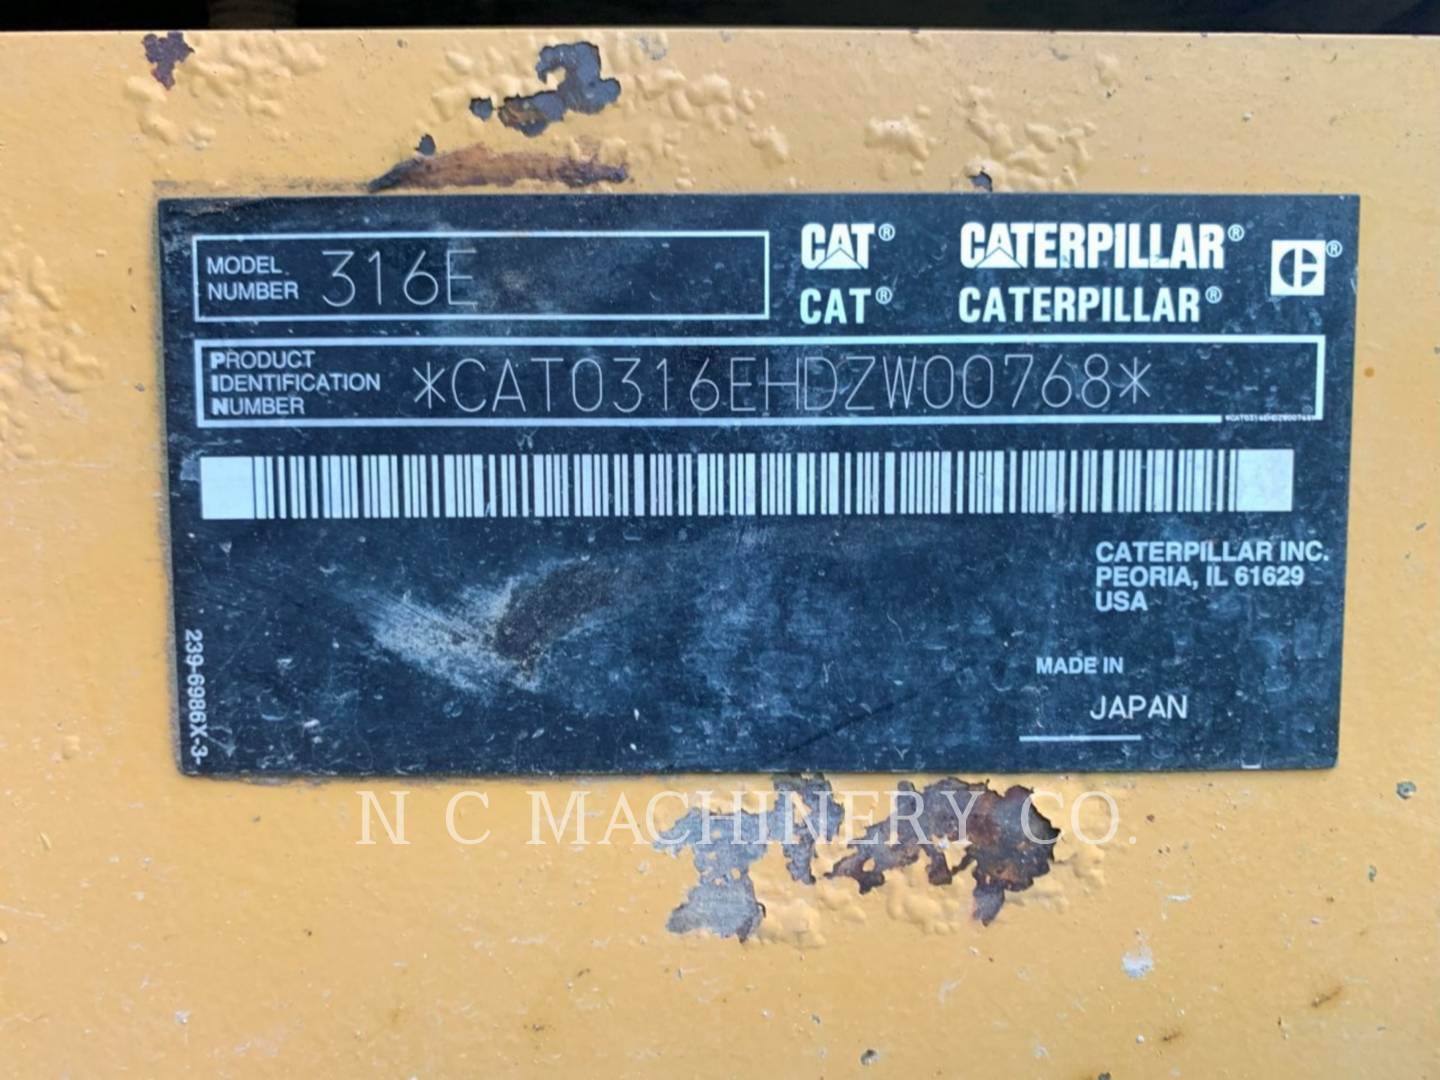 MODEL NUMBER 316E
CAT® CATERPILLAR®
CAT® CATERPILLAR®
PRODUCT IDENTIFICATION NUMBER *CAT0316EHDZW00768*
*CAT0316EHDZW00768*
CATERPILLAR INC.
PEORIA, IL 61629
USA
MADE IN
JAPAN
239-6986X-3-
N C MACHINERY CO.